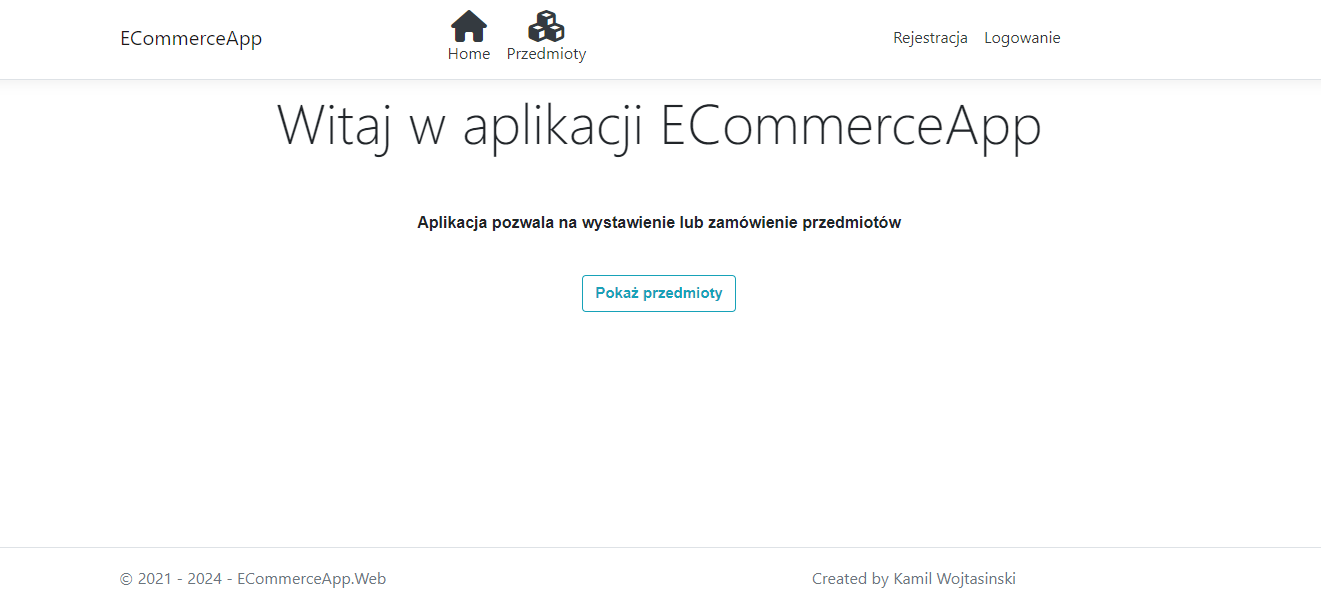 ECommerceApp
Home
Przedmioty
Rejestracja
Logowanie
Witaj w aplikacji ECommerceApp
Aplikacja pozwala na wystawienie lub zamówienie przedmiotów
Pokaż przedmioty
© 2021 - 2024 - ECommerceApp.Web
Created by Kamil Wojtasinski